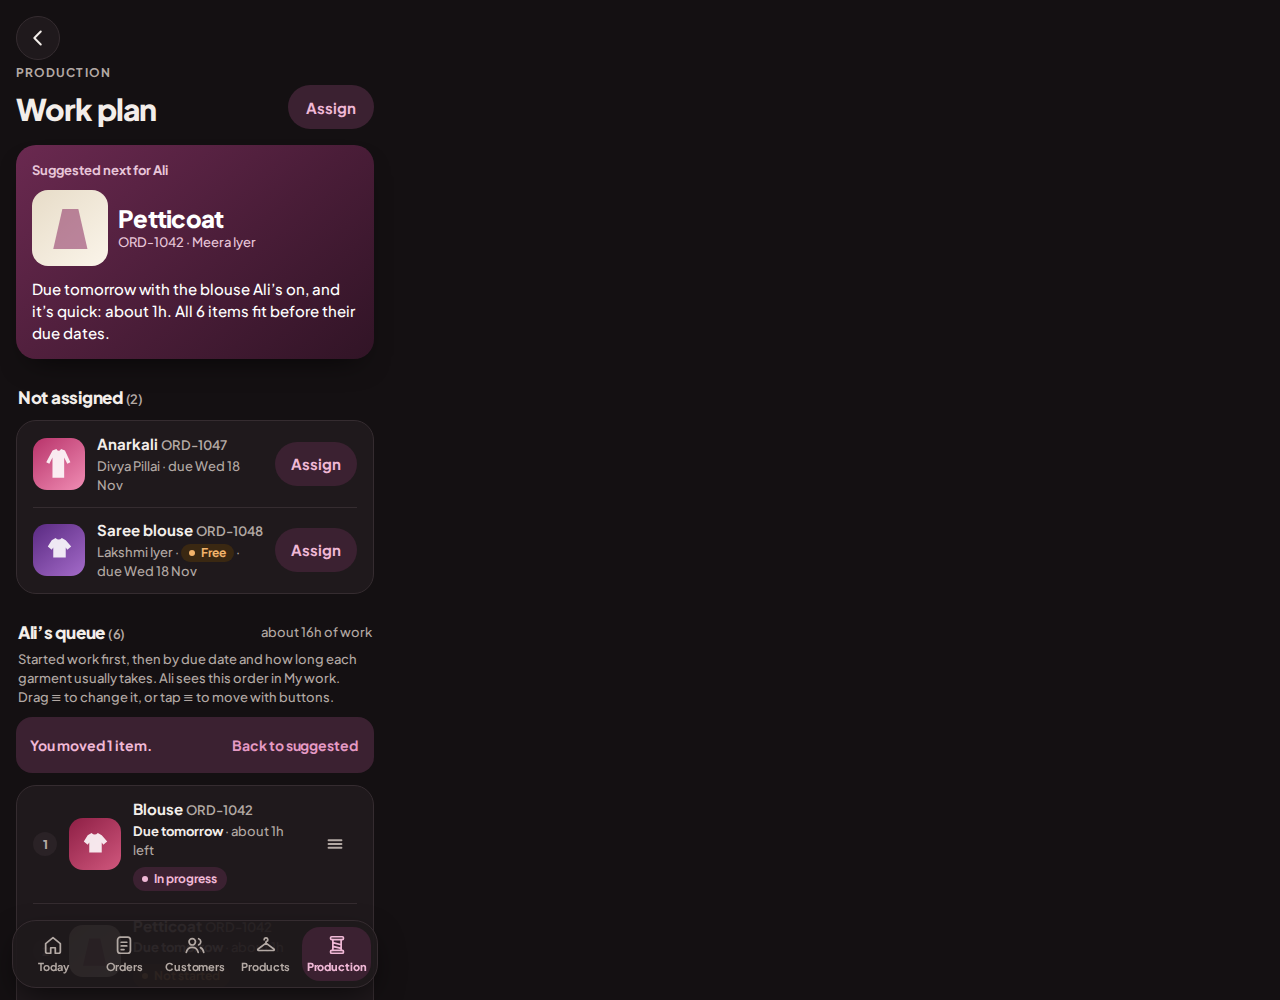 PRODUCTION
Work plan
Assign
Suggested next for Ali
Petticoat
ORD-1042 · Meera Iyer
Due tomorrow with the blouse Ali’s on, and
it’s quick: about 1h. All 6 items fit before their
due dates.
Not assigned (2)
Anarkali ORD-1047
Divya Pillai · due Wed 18
Nov
Assign
Saree blouse ORD-1048
Lakshmi Iyer · Free ·
due Wed 18 Nov
Assign
Ali’s queue (6)
about 16h of work
Started work first, then by due date and how long each
garment usually takes. Ali sees this order in My work.
Drag ≡ to change it, or tap ≡ to move with buttons.
You moved 1 item.
Back to suggested
1
Blouse ORD-1042
Due tomorrow · about 1h
left
In progress
Petticoat ORD-1042
Due tomorrow
Today
Orders
Customers
Products
Production